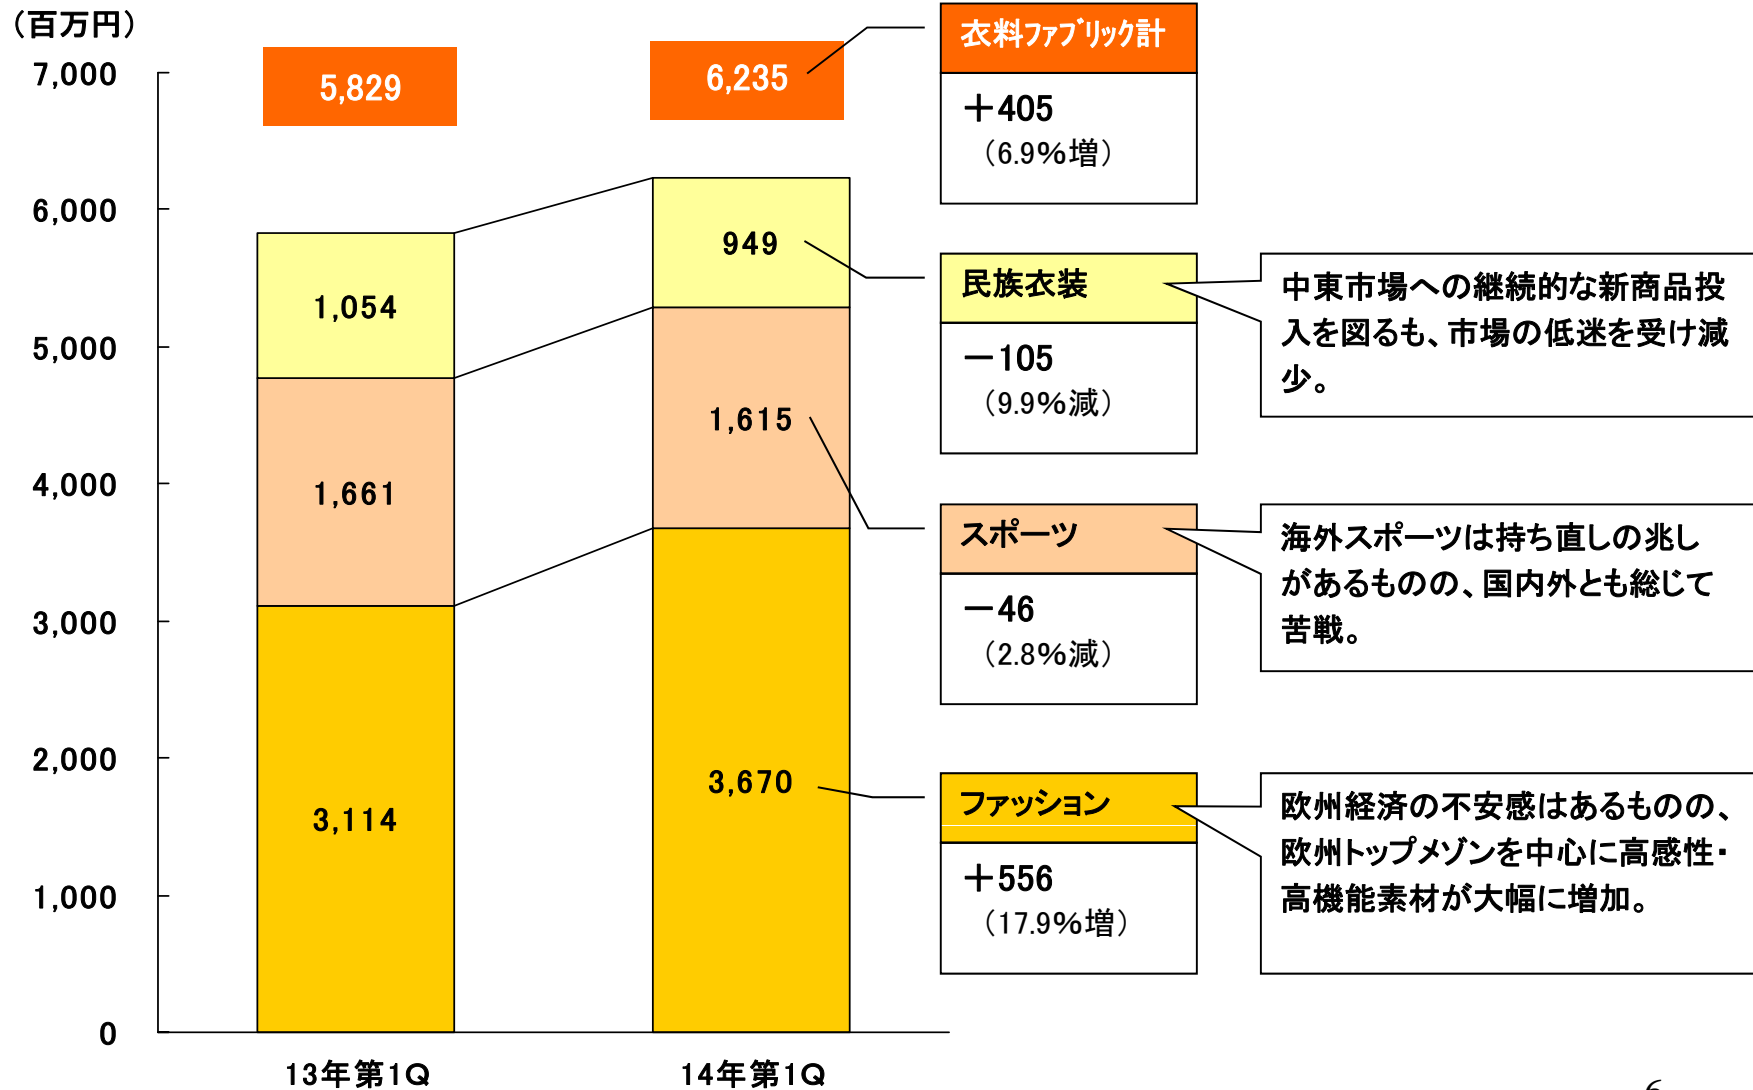 （百万円）
7,000
6,000
5,000
4,000
3,000
2,000
1,000
0
5,829
6,235
1,054
949
1,661
1,615
3,114
3,670
13年第1Q
14年第1Q
衣料ファブリック計
＋405
（6.9％増）
民族衣装
－105
（9.9％減）
中東市場への継続的な新商品投
入を図るも、市場の低迷を受け減
少。
スポーツ
－46
（2.8％減）
海外スポーツは持ち直しの兆し
があるものの、国内外とも総じて
苦戦。
ファッション
＋556
（17.9％増）
欧州経済の不安感はあるものの、
欧州トップメゾンを中心に高感性・
高機能素材が大幅に増加。